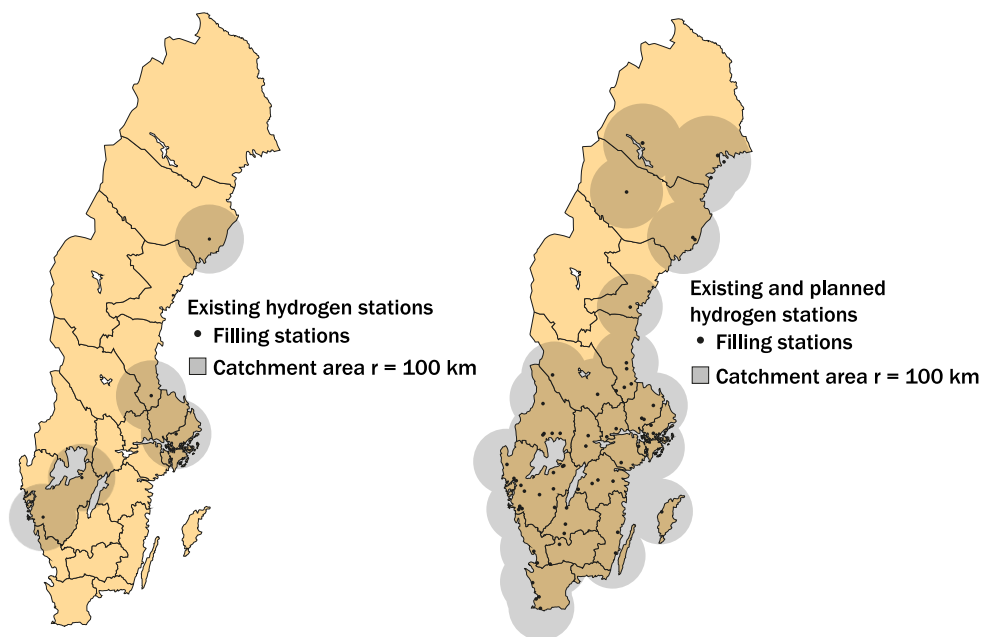 Existing hydrogen stations
• Filling stations
Catchment area r = 100 km
Existing and planned
hydrogen stations
• Filling stations
Catchment area r = 100 km